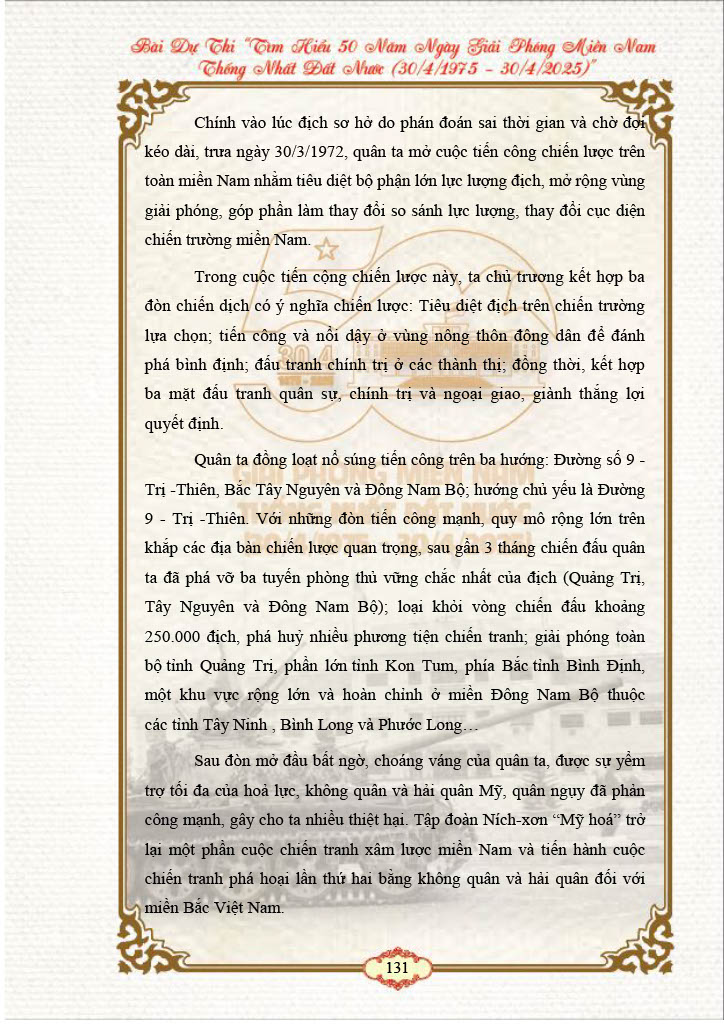 Bài Dự Thi "Tìm Hiểu 50 Năm Ngày Giải Phóng Miền Nam
Thống Nhất Đất Nước (30/4/1975 - 30/4/2025)"
Chính vào lúc địch sơ hở do phán đoán sai thời gian và chờ đợi
kéo dài, trưa ngày 30/3/1972, quân ta mở cuộc tiến công chiến lược trên
toàn miền Nam nhằm tiêu diệt bộ phận lớn lực lượng địch, mở rộng vùng
giải phóng, góp phần làm thay đổi so sánh lực lượng, thay đổi cục diện
chiến trường miền Nam.
Trong cuộc tiến cộng chiến lược này, ta chủ trương kết hợp ba
đòn chiến dịch có ý nghĩa chiến lược: Tiêu diệt địch trên chiến trường
lựa chọn; tiến công và nổi dậy ở vùng nông thôn đông dân để đánh
phá bình định; đấu tranh chính trị ở các thành thị; đồng thời, kết hợp
ba mặt đấu tranh quân sự, chính trị và ngoại giao, giành thắng lợi
quyết định.
Quân ta đồng loạt nổ súng tiến công trên ba hướng: Đường số 9 -
Trị -Thiên, Bắc Tây Nguyên và Đông Nam Bộ; hướng chủ yếu là Đường
9 - Trị -Thiên. Với những đòn tiến công mạnh, quy mô rộng lớn trên
khắp các địa bàn chiến lược quan trọng, sau gần 3 tháng chiến đấu quân
ta đã phá vỡ ba tuyến phòng thủ vững chắc nhất của địch (Quảng Trị,
Tây Nguyên và Đông Nam Bộ); loại khỏi vòng chiến đấu khoảng
250.000 địch, phá huỷ nhiều phương tiện chiến tranh; giải phóng toàn
bộ tỉnh Quảng Trị, phần lớn tỉnh Kon Tum, phía Bắc tỉnh Bình Định,
một khu vực rộng lớn và hoàn chỉnh ở miền Đông Nam Bộ thuộc
các tỉnh Tây Ninh , Bình Long và Phước Long…
Sau đòn mở đầu bất ngờ, choáng váng của quân ta, được sự yểm
trợ tối đa của hoả lực, không quân và hải quân Mỹ, quân ngụy đã phản
công mạnh, gây cho ta nhiều thiệt hại. Tập đoàn Ních-xơn “Mỹ hoá” trở
lại một phần cuộc chiến tranh xâm lược miền Nam và tiến hành cuộc
chiến tranh phá hoại lần thứ hai bằng không quân và hải quân đối với
miền Bắc Việt Nam.
131